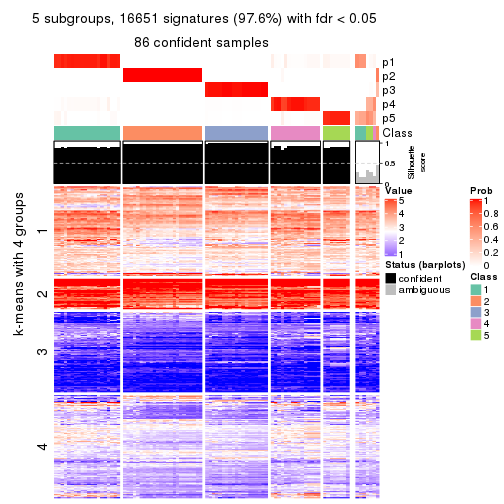 5 subgroups, 16651 signatures (97.6%) with fdr < 0.05
86 confident samples
p1
p2
p3
p4
p5
Class
1
0.5
0
Silhouette
score
k-means with 4 groups
1
2
3
4
Value
5
4
3
2
1
Status (barplots)
confident
ambiguous
Prob
1
0.8
0.6
0.4
0.2
0
Class
1
2
3
4
5